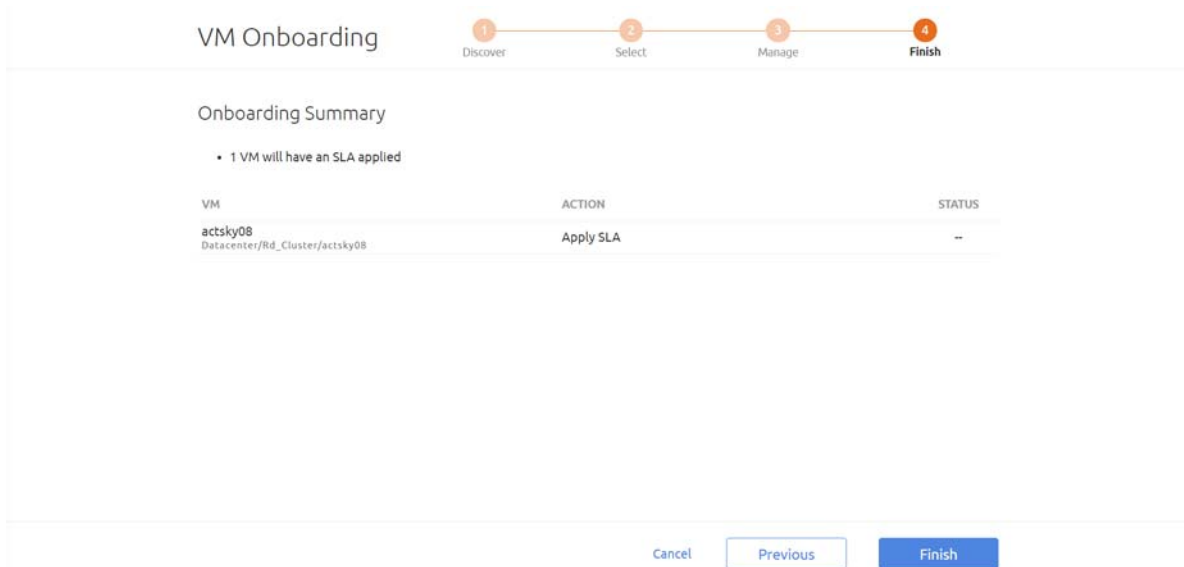 VM Onboarding
1 2 3 4
Discover Select Manage Finish
Onboarding Summary
• 1 VM will have an SLA applied
VM ACTION STATUS
actsky08 Apply SLA --
Datacenter/Rd_Cluster/actsky08
Cancel Previous Finish